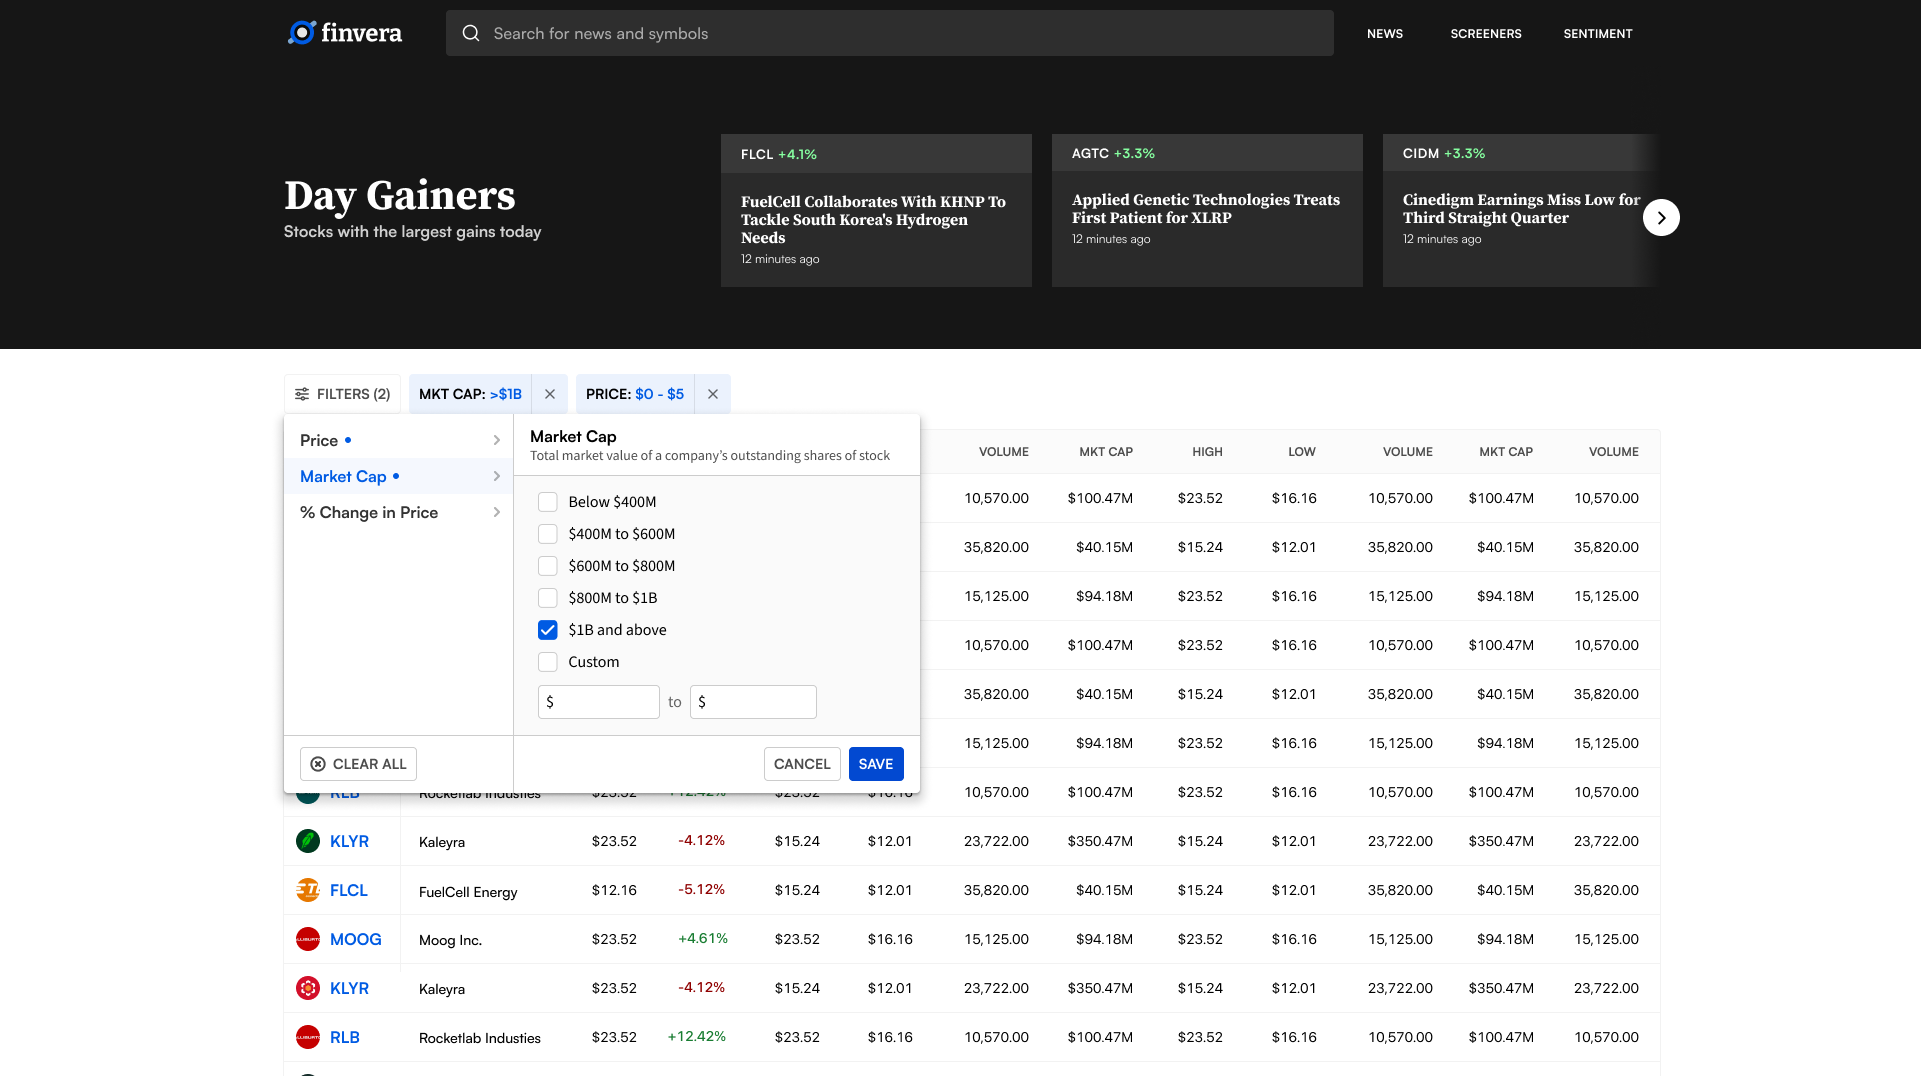 finvera
Search for news and symbols
NEWS
SCREENERS
SENTIMENT
Day Gainers
Stocks with the largest gains today
FLCL +4.1%
FuelCell Collaborates With KHNP To
Tackle South Korea's Hydrogen
Needs
12 minutes ago
AGTC +3.3%
Applied Genetic Technologies Treats
First Patient for XLRP
12 minutes ago
CIDM +3.3%
Cinedigm Earnings Miss Low for
Third Straight Quarter
12 minutes ago
FILTERS (2)
MKT CAP: >$1B
PRICE: $0 - $5
Price
Market Cap
% Change in Price
CLEAR ALL
Market Cap
Total market value of a company's outstanding shares of stock
Below $400M
$400M to $600M
$600M to $800M
$800M to $1B
$1B and above
Custom
$ to $
CANCEL
SAVE
VOLUME MKT CAP HIGH LOW VOLUME MKT CAP VOLUME
10,570.00 $100.47M $23.52 $16.16 10,570.00 $100.47M 10,570.00
35,820.00 $40.15M $15.24 $12.01 35,820.00 $40.15M 35,820.00
15,125.00 $94.18M $23.52 $16.16 15,125.00 $94.18M 15,125.00
10,570.00 $100.47M $23.52 $16.16 10,570.00 $100.47M 10,570.00
35,820.00 $40.15M $15.24 $12.01 35,820.00 $40.15M 35,820.00
15,125.00 $94.18M $23.52 $16.16 15,125.00 $94.18M 15,125.00
RLB Rocketlab Industies $23.52 +12.42% $23.52 $16.16 10,570.00 $100.47M $23.52 $16.16 10,570.00 $100.47M 10,570.00
KLYR Kaleyra $23.52 -4.12% $15.24 $12.01 23,722.00 $350.47M $15.24 $12.01 23,722.00 $350.47M 23,722.00
FLCL FuelCell Energy $12.16 -5.12% $15.24 $12.01 35,820.00 $40.15M $15.24 $12.01 35,820.00 $40.15M 35,820.00
MOOG Moog Inc. $23.52 +4.61% $23.52 $16.16 15,125.00 $94.18M $23.52 $16.16 15,125.00 $94.18M 15,125.00
KLYR Kaleyra $23.52 -4.12% $15.24 $12.01 23,722.00 $350.47M $15.24 $12.01 23,722.00 $350.47M 23,722.00
RLB Rocketlab Industies $23.52 +12.42% $23.52 $16.16 10,570.00 $100.47M $23.52 $16.16 10,570.00 $100.47M 10,570.00